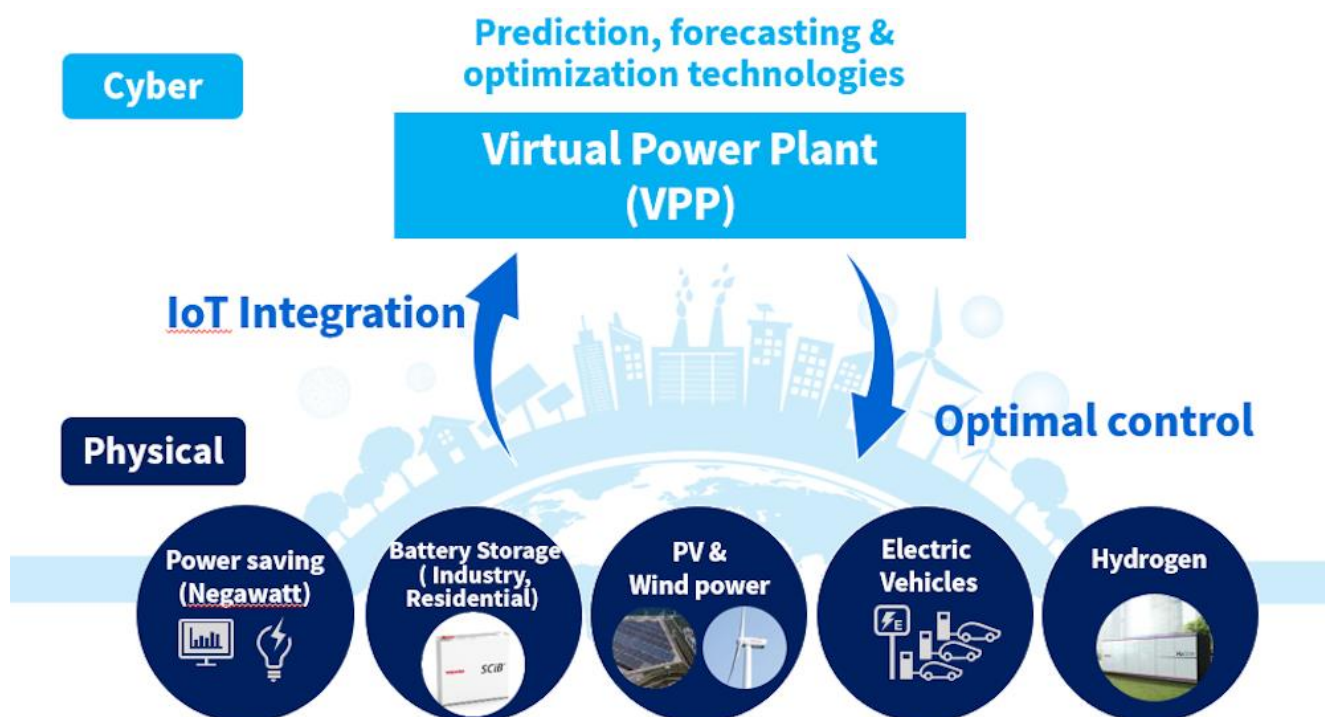 Prediction, forecasting &
optimization technologies
Cyber
Virtual Power Plant
(VPP)
IoT Integration
Optimal control
Physical
Power saving
(Negawatt)
Battery Storage
( Industry,
Residential)
SCiB
PV &
Wind power
Electric
Vehicles
E
Hydrogen